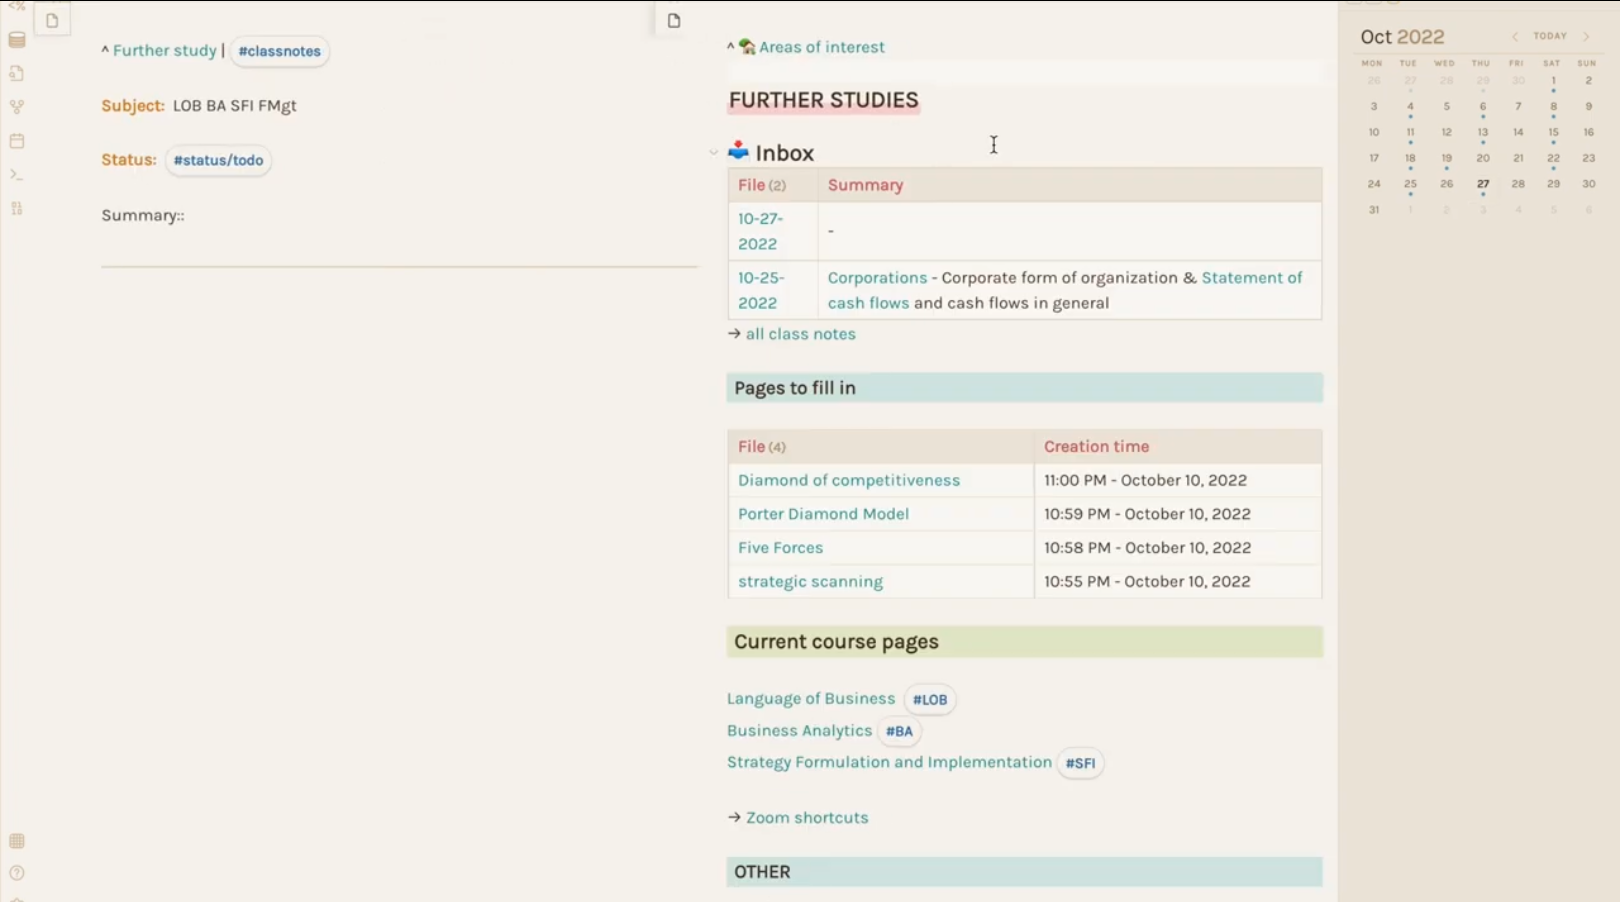 ^ Further study | #classnotes
Subject: LOB BA SFI FMgt
Status: #status/todo
Summary::
^ Areas of interest
FURTHER STUDIES
Inbox
File (2) Summary
10-27-
2022
-
10-25-
2022
Corporations - Corporate form of organization & Statement of
cash flows and cash flows in general
→ all class notes
Pages to fill in
File (4) Creation time
Diamond of competitiveness 11:00 PM - October 10, 2022
Porter Diamond Model 10:59 PM - October 10, 2022
Five Forces 10:58 PM - October 10, 2022
strategic scanning 10:55 PM - October 10, 2022
Current course pages
Language of Business #LOB
Business Analytics #BA
Strategy Formulation and Implementation #SFI
→ Zoom shortcuts
OTHER
Oct 2022 < TODAY >
MON TUE WED THU FRI SAT SUN
26 27 28 29 30 1 2
3 4 5 6 7 8 9
10 11 12 13 14 15 16
17 18 19 20 21 22 23
24 25 26 27 28 29 30
31 1 2 3 4 5 6